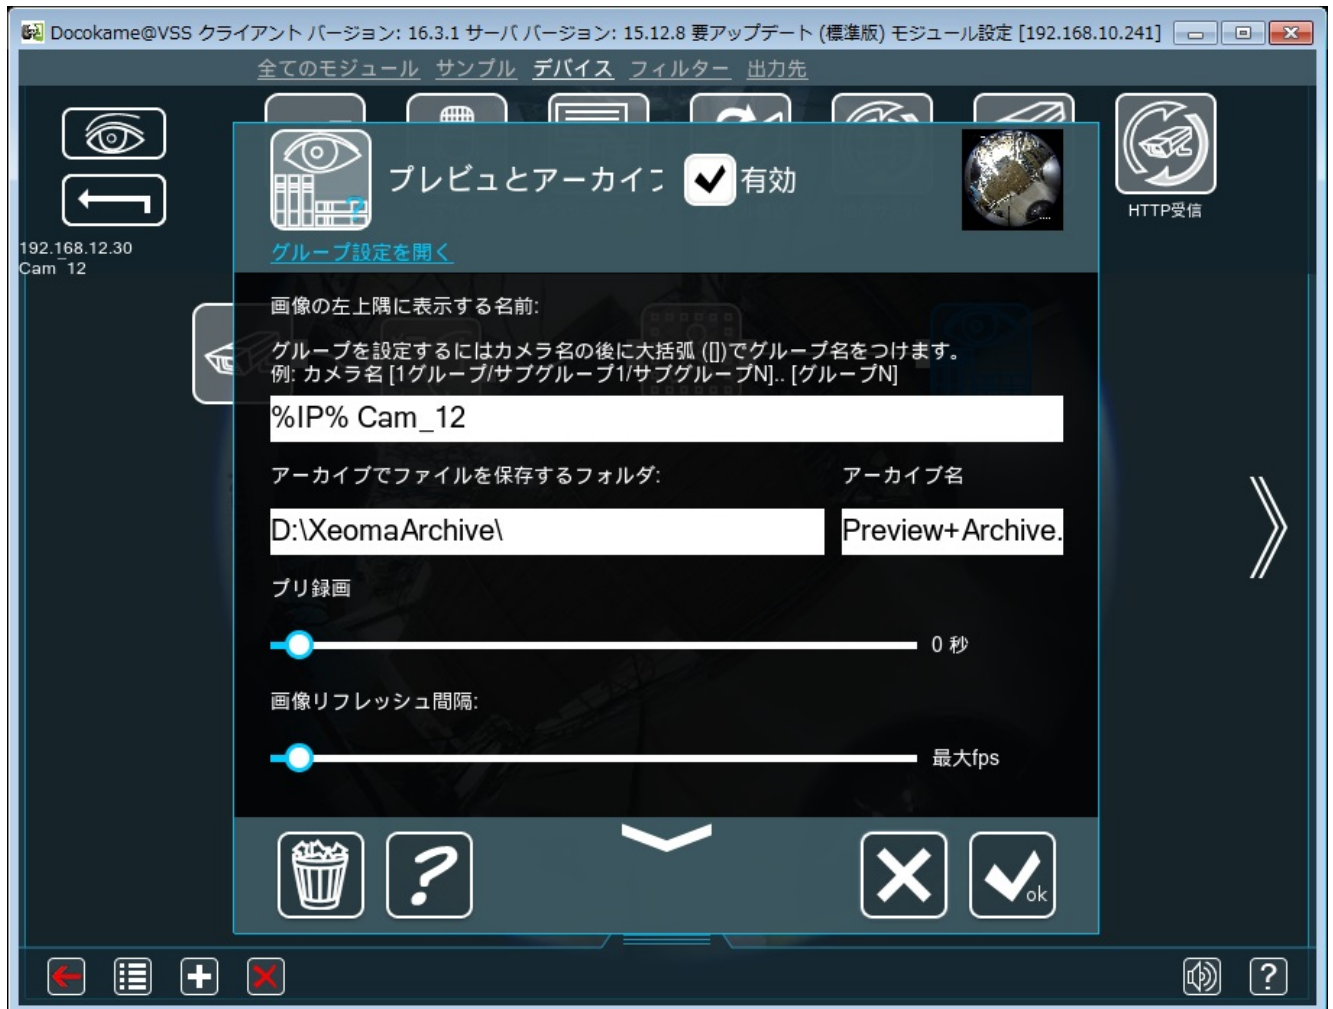 Docokame@VSS クライアント バージョン: 16.3.1 サーバ バージョン: 15.12.8 要アップデート (標準版) モジュール設定 [192.168.10.241]
全てのモジュール サンプル デバイス フィルター 出力先
プレビュとアーカイブ
有効
HTTP受信
192.168.12.30
Cam_12
グループ設定を開く
画像の左上隅に表示する名前:
グループを設定するにはカメラ名の後に大括弧 ([])でグループ名をつけます。
例: カメラ名 [1グループ/サブグループ1/サブグループN].. [グループN]
%IP% Cam_12
アーカイブでファイルを保存するフォルダ: アーカイブ名
D:\XeomaArchive\ Preview+Archive.
プリ録画
0 秒
画像リフレッシュ間隔:
最大fps
ok